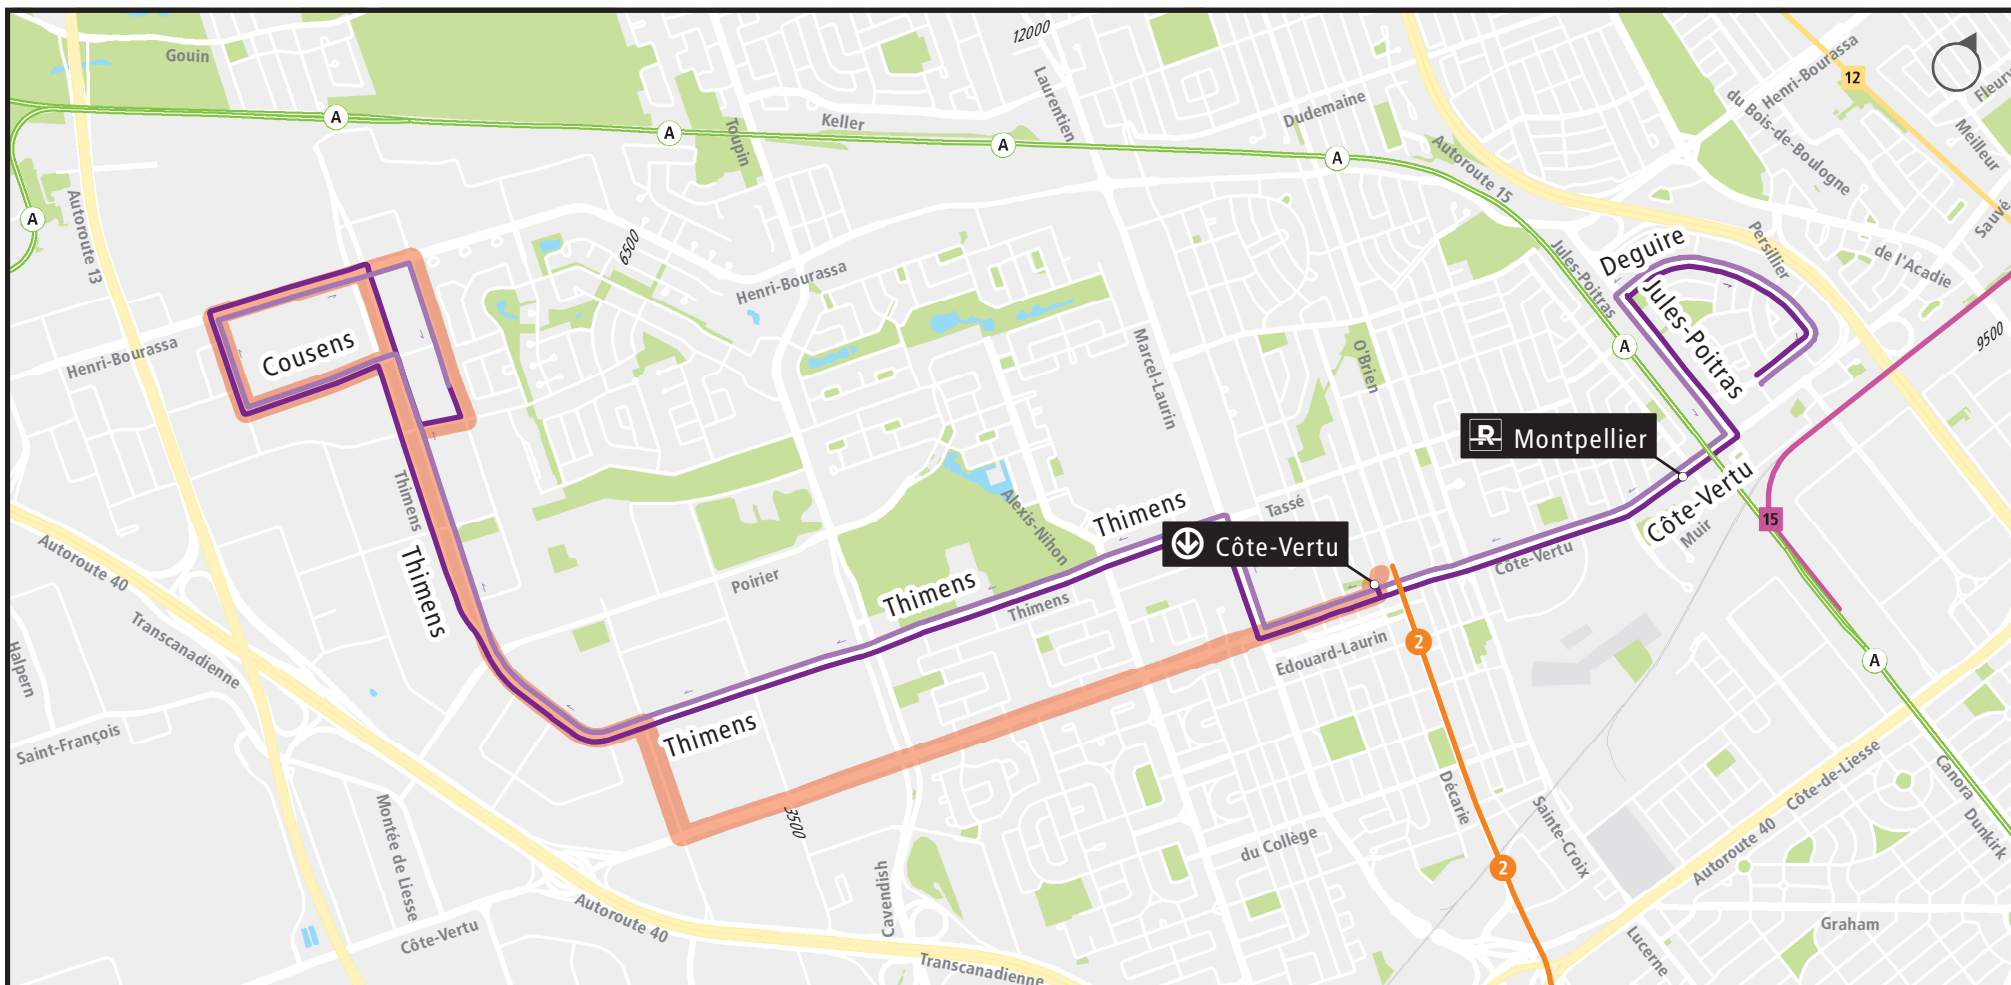 Gouin
12000
Laurentien
Henri-Bourassa
12
Fleury
Meilleur
du Bois-de-Boulogne
Dudemaine
Keller
Toupin
A
A
A
A
A
Autoroute 15
Sauvé
Autoroute 13
6500
Henri-Bourassa
Deguire
Persillier
de l'Acadie
Jules-Poitras
Jules-Poitras
9500
Henri-Bourassa
Cousens
Marcel-Laurin
O'Brien
A
R Montpellier
Côte-Vertu
Muir
15
Thimens
Thimens
Alexis-Nihon
Thimens
Tassé
Côte-Vertu
Côte-Vertu
Autoroute 40
Poirier
Thimens
Thimens
Edouard-Laurin
2
A
Halpern
Transcanadienne
Saint-François
Thimens
Montée de Liesse
3500
Décarie
Sainte-Croix
Côte-de-Liesse
Canora
Dunkirk
du Collège
2
Autoroute 40
Cavendish
Côte-Vertu
Autoroute 40
Transcanadienne
Lucerne
Graham